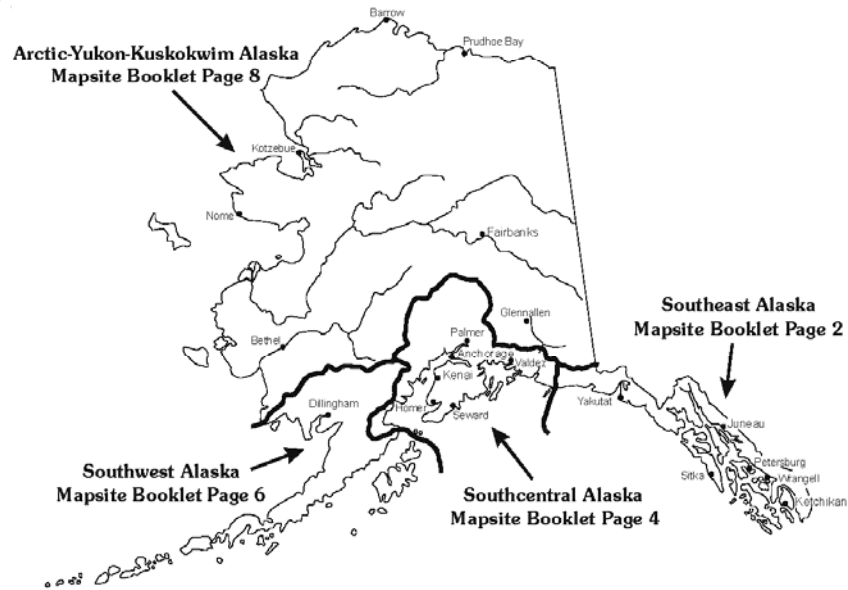 Barrow
Prudhoe Bay
Arctic-Yukon-Kuskokwim Alaska
Mapsite Booklet Page 8
Kotzebue
Nome
Fairbanks
Glennallen
Southeast Alaska
Mapsite Booklet Page 2
Palmer
Bethel
Anchorage
Valdez
Kenai
Yakutat
Dillingham
Homer
Seward
Juneau
Southwest Alaska
Mapsite Booklet Page 6
Petersburg
Sitka
Wrangell
Southcentral Alaska
Mapsite Booklet Page 4
Ketchikan